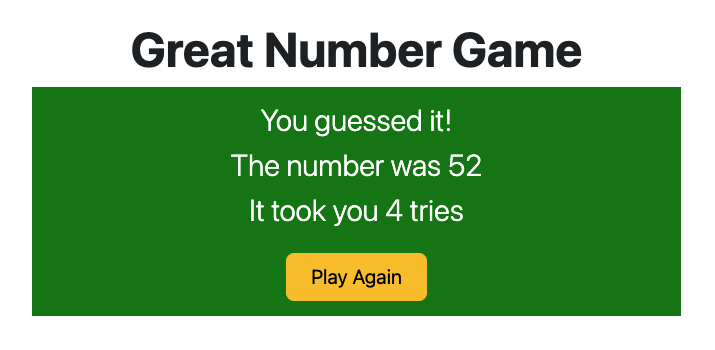 Great Number Game
You guessed it!
The number was 52
It took you 4 tries
Play Again